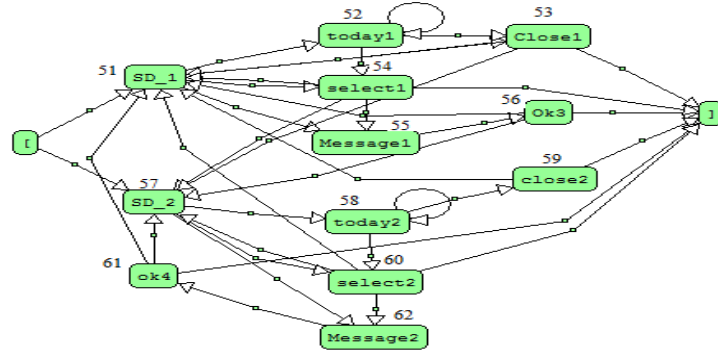 52
53
today1
Close1
51
54
SD_1
select1
56
]
55
Ok3
[
Message1
59
57
58
close2
SD_2
today2
61
60
ok4
select2
62
Message2